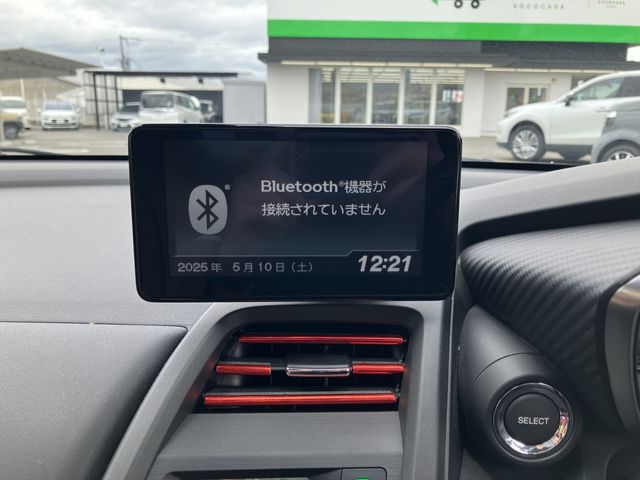 SOCOCARA
Bluetooth®機器が
接続されていません
2025年 5月10日（土）
12:21
SELECT